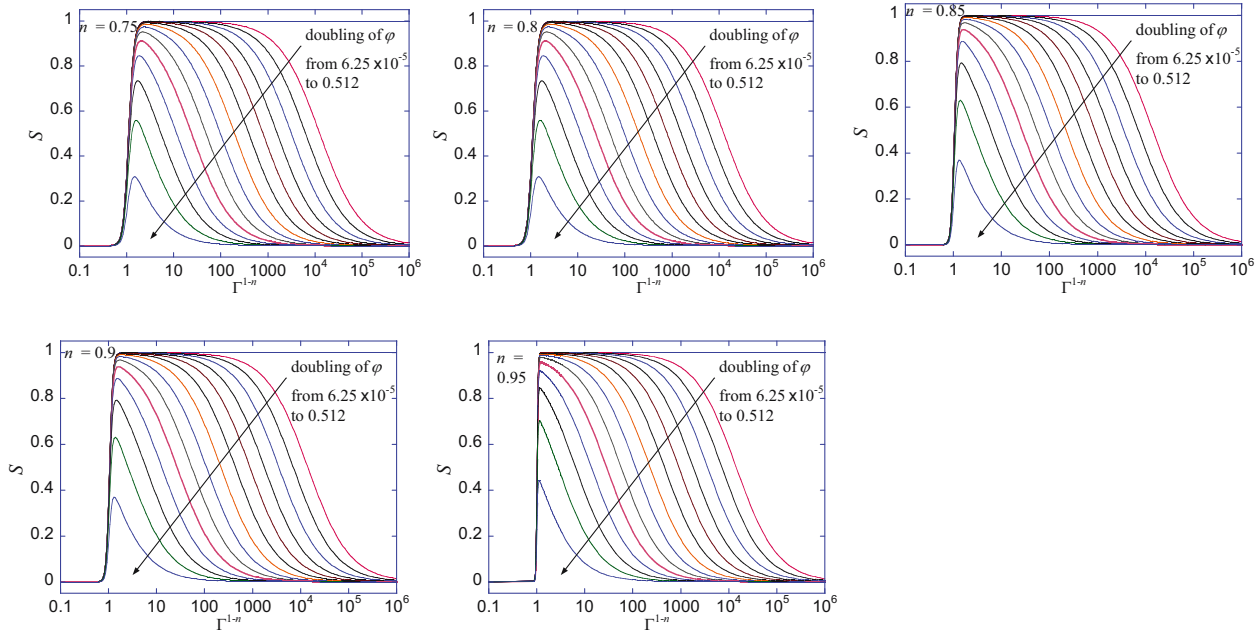 n = 0.75
doubling of φ
from 6.25 x10⁻⁵
to 0.512
S
1
0.8
0.6
0.4
0.2
0
0.1 1 10 100 1000 10⁴ 10⁵ 10⁶
Γ¹⁻ⁿ
n = 0.8
doubling of φ
from 6.25 x10⁻⁵
to 0.512
S
1
0.8
0.6
0.4
0.2
0
0.1 1 10 100 1000 10⁴ 10⁵ 10⁶
Γ¹⁻ⁿ
n = 0.85
doubling of φ
from 6.25 x10⁻⁵
to 0.512
S
1
0.8
0.6
0.4
0.2
0
0.1 1 10 100 1000 10⁴ 10⁵ 10⁶
Γ¹⁻ⁿ
n = 0.9
doubling of φ
from 6.25 x10⁻⁵
to 0.512
S
1
0.8
0.6
0.4
0.2
0
0.1 1 10 100 1000 10⁴ 10⁵ 10⁶
Γ¹⁻ⁿ
n =
0.95
doubling of φ
from 6.25 x10⁻⁵
to 0.512
S
1
0.8
0.6
0.4
0.2
0
0.1 1 10 100 1000 10⁴ 10⁵ 10⁶
Γ¹⁻ⁿ